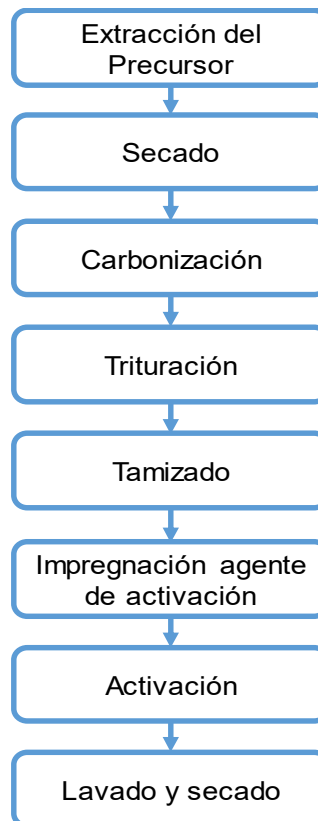 Extracción del
Precursor
Secado
Carbonización
Trituración
Tamizado
Impregnación agente
de activación
Activación
Lavado y secado